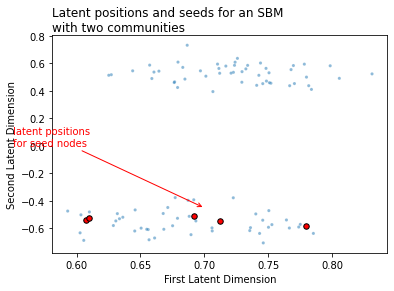 Latent positions and seeds for an SBM
with two communities
0.8
0.6
0.4
0.2
0.0
−0.2
−0.4
−0.6
Second Latent Dimension
latent positions
for seed nodes
0.60
0.65
0.70
0.75
0.80
First Latent Dimension